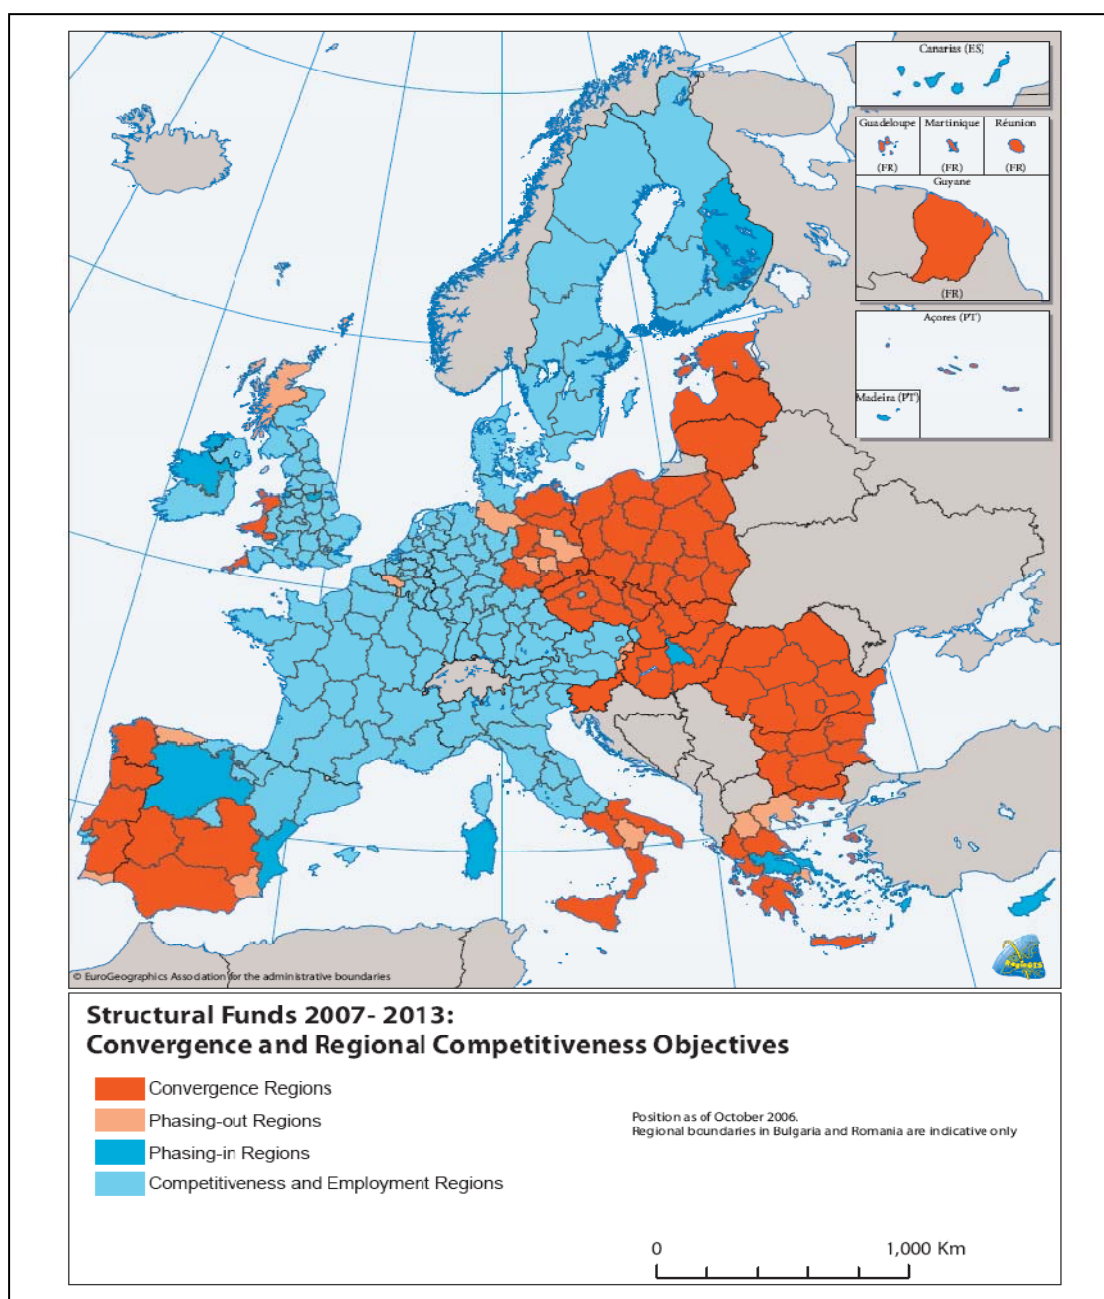 Canarias (ES)
Guadeloupe
Martinique
Réunion
(FR)
(FR)
(FR)
Guyane
(FR)
Açores (PT)
Madeira (PT)
© EuroGeographics Association for the administrative boundaries
Structural Funds 2007- 2013:
Convergence and Regional Competitiveness Objectives
Convergence Regions
Phasing-out Regions
Phasing-in Regions
Competitiveness and Employment Regions
Position as of October 2006.
Regional boundaries in Bulgaria and Romania are indicative only
0
1,000 Km